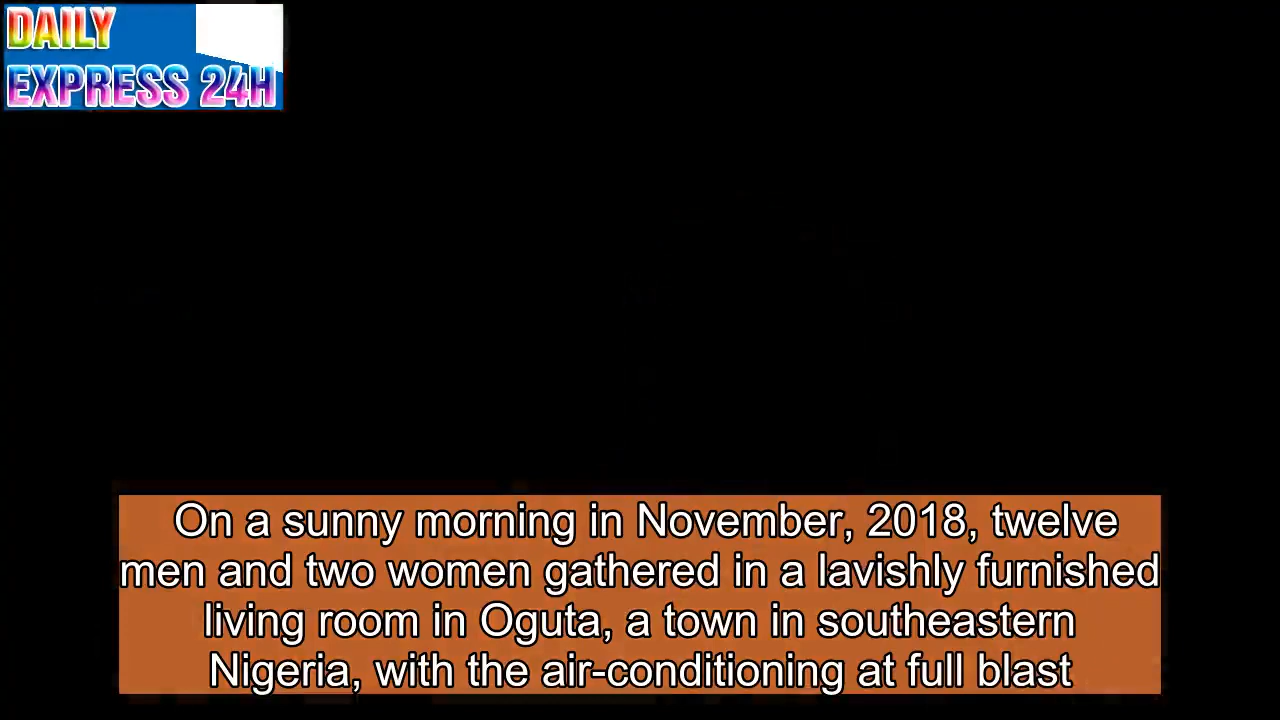 DAILY
EXPRESS 24H
On a sunny morning in November, 2018, twelve
men and two women gathered in a lavishly furnished
living room in Oguta, a town in southeastern
Nigeria, with the air-conditioning at full blast